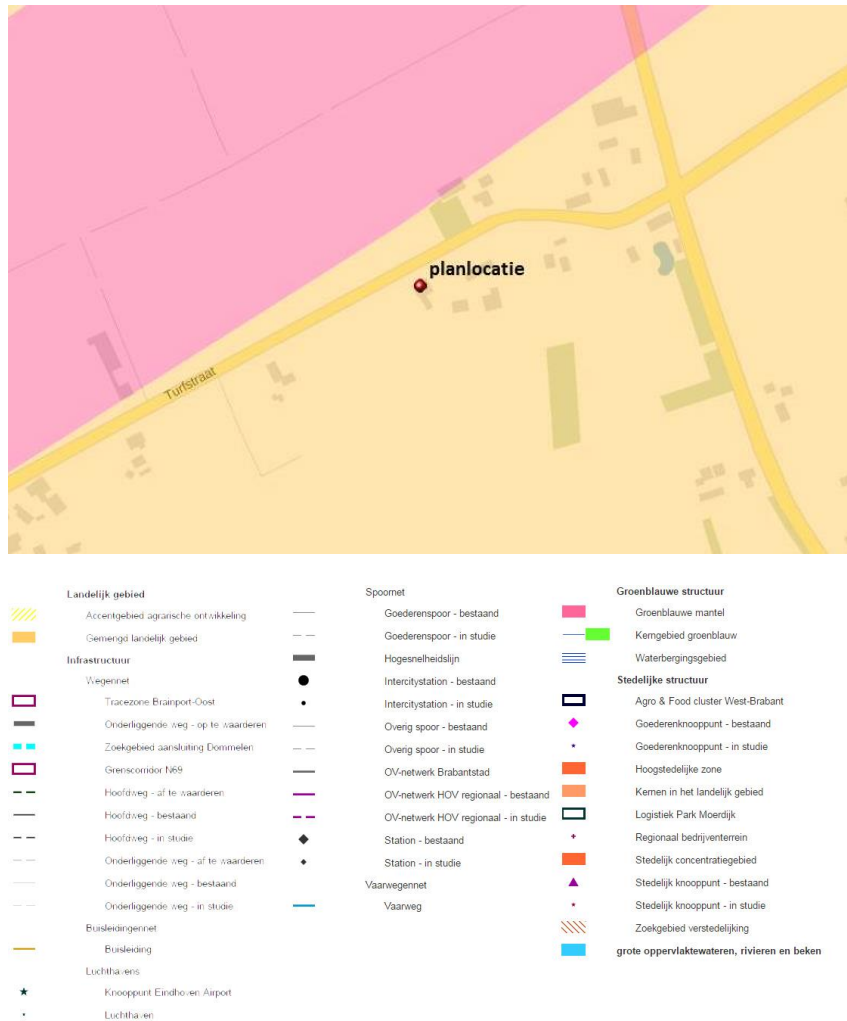 planlocatie
Turfstraat
Landelijk gebied
Accentgebied agrarische ontwikkeling
Gemengd landelijk gebied
Infrastructuur
Wegennet
Tracezone Brainport-Oost
Onderliggende weg - op te waarderen
Zoekgebied aansluiting Dommelen
Grenscorridor N69
Hoofdweg - af te waarderen
Hoofdweg - bestaand
Hoofdweg - in studie
Onderliggende weg - af te waarderen
Onderliggende weg - bestaand
Onderliggende weg - in studie
Buisleidingennet
Buisleiding
Luchthavens
Knooppunt Eindhoven Airport
Luchthaven
Spoornet
Goederenspoor - bestaand
Goederenspoor - in studie
Hogesnelheidslijn
Intercitystation - bestaand
Intercitystation - in studie
Overig spoor - bestaand
Overig spoor - in studie
OV-netwerk Brabantstad
OV-netwerk HOV regionaal - bestaand
OV-netwerk HOV regionaal - in studie
Station - bestaand
Station - in studie
Vaarwegennet
Vaarweg
Groenblauwe structuur
Groenblauwe mantel
Kerngebied groenblauw
Waterbergingsgebied
Stedelijke structuur
Agro & Food cluster West-Brabant
Goederenknooppunt - bestaand
Goederenknooppunt - in studie
Hoogstedelijke zone
Kernen in het landelijk gebied
Logistiek Park Moerdijk
Regionaal bedrijventerrein
Stedelijk concentratiegebied
Stedelijk knooppunt - bestaand
Stedelijk knooppunt - in studie
Zoekgebied verstedelijking
grote oppervlaktewateren, rivieren en beken